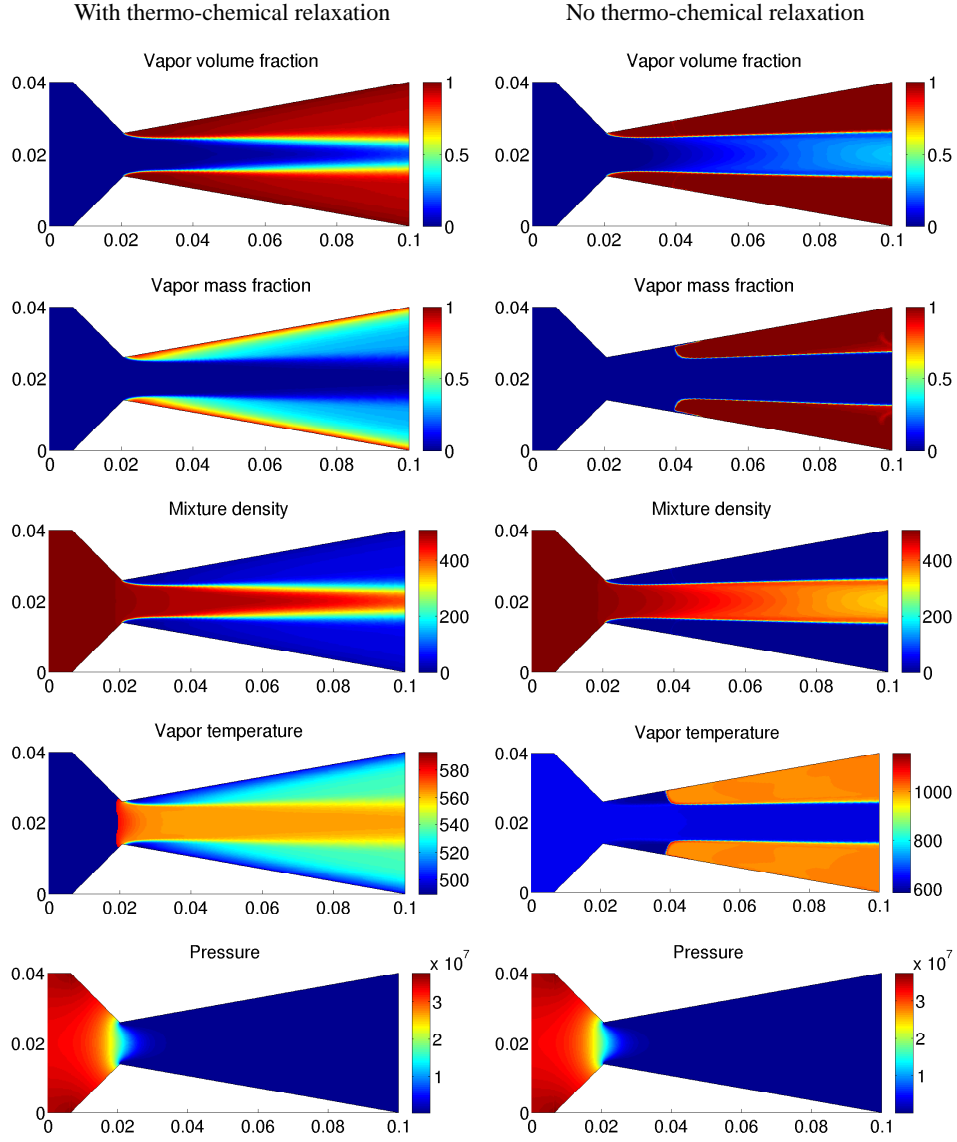 With thermo-chemical relaxation
No thermo-chemical relaxation
Vapor volume fraction
0.04
0.02
0
0 0.02 0.04 0.06 0.08 0.1
1
0.5
0
Vapor volume fraction
0.04
0.02
0
0 0.02 0.04 0.06 0.08 0.1
1
0.5
0
Vapor mass fraction
0.04
0.02
0
0 0.02 0.04 0.06 0.08 0.1
1
0.5
0
Vapor mass fraction
0.04
0.02
0
0 0.02 0.04 0.06 0.08 0.1
1
0.5
0
Mixture density
0.04
0.02
0
0 0.02 0.04 0.06 0.08 0.1
400
200
0
Mixture density
0.04
0.02
0
0 0.02 0.04 0.06 0.08 0.1
400
200
0
Vapor temperature
0.04
0.02
0
0 0.02 0.04 0.06 0.08 0.1
580
560
540
520
500
Vapor temperature
0.04
0.02
0
0 0.02 0.04 0.06 0.08 0.1
1000
800
600
Pressure
0.04
0.02
0
0 0.02 0.04 0.06 0.08 0.1
x 10⁷
3
2
1
Pressure
0.04
0.02
0
0 0.02 0.04 0.06 0.08 0.1
x 10⁷
3
2
1